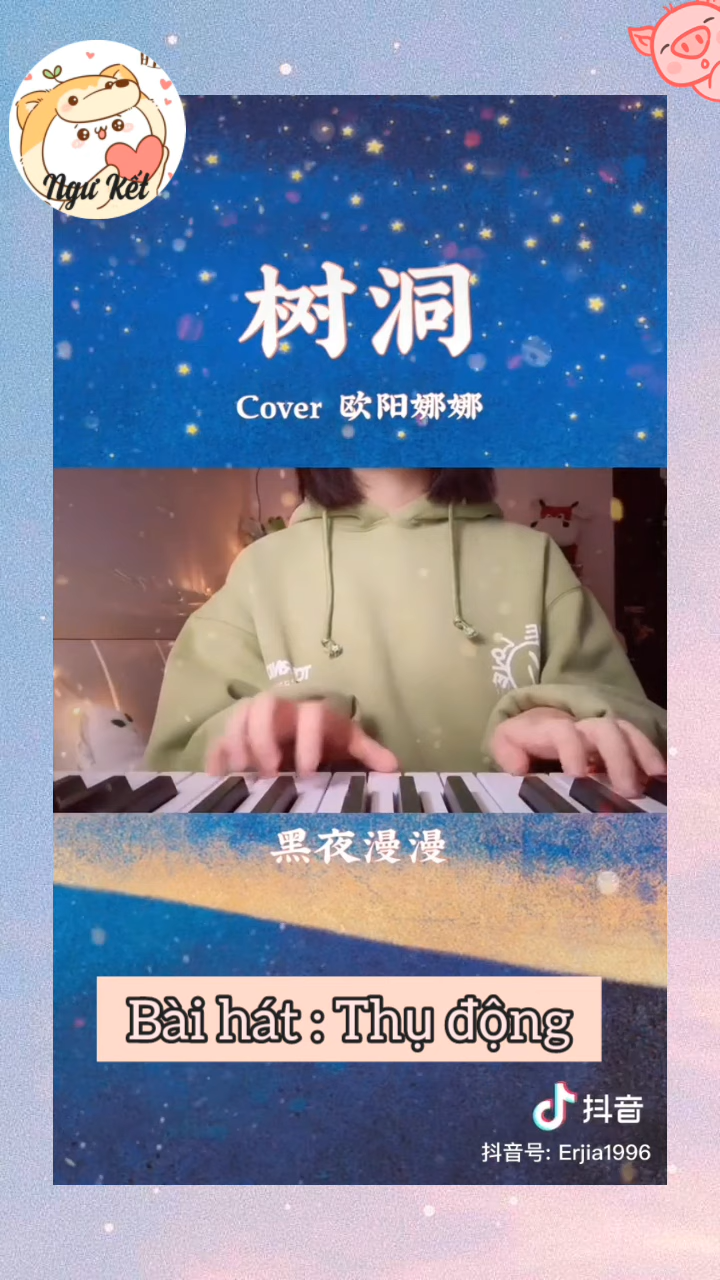 Ngư Kết
树洞
Cover 欧阳娜娜
黑夜漫漫
Bài hát : Thụ động
抖音
抖音号: Erjia1996